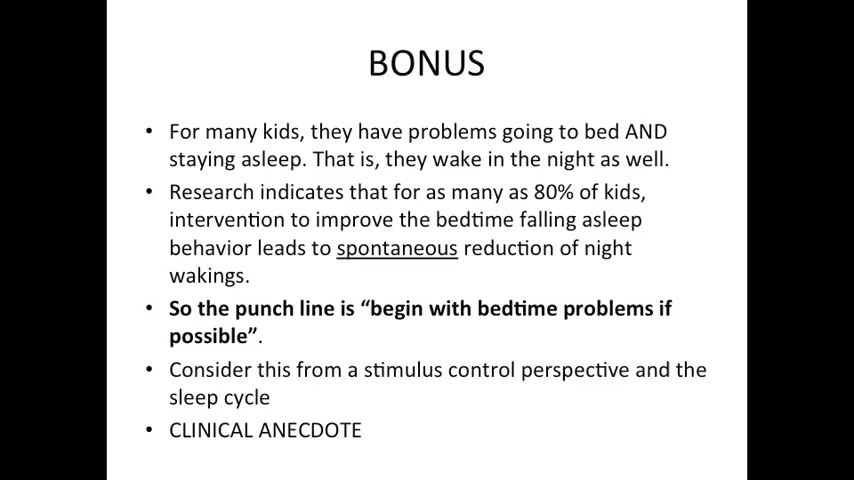 BONUS
• For many kids, they have problems going to bed AND
staying asleep. That is, they wake in the night as well.
• Research indicates that for as many as 80% of kids,
intervention to improve the bedtime falling asleep
behavior leads to spontaneous reduction of night
wakings.
• So the punch line is “begin with bedtime problems if
possible”.
• Consider this from a stimulus control perspective and the
sleep cycle
• CLINICAL ANECDOTE